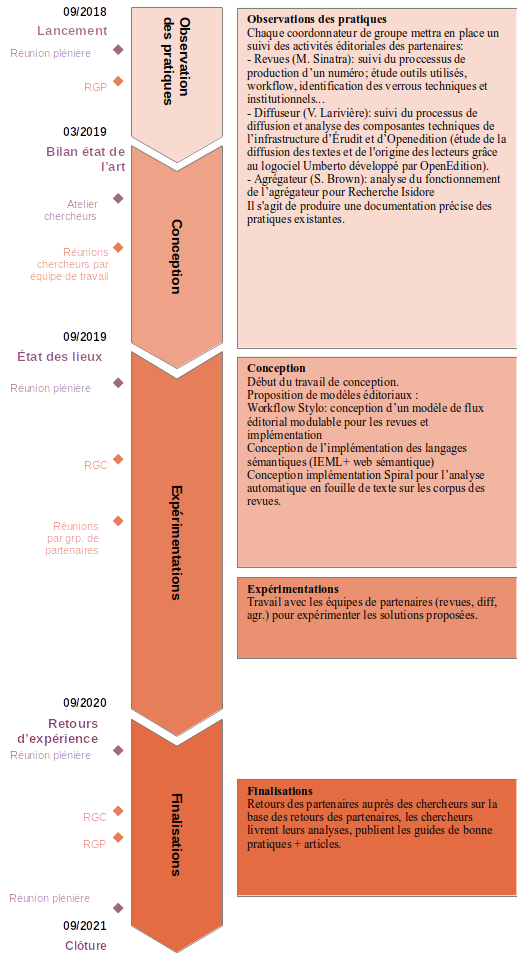 09/2018
Lancement
Réunion plénière
RGP
03/2019
Bilan état de
l'art
Atelier
chercheurs
Réunions
chercheurs par
équipe de travail
09/2019
État des lieux
Réunion plénière
RGC
Réunions
par grp. de
partenaires
09/2020
Retours
d'expérience
Réunion plénière
RGC
RGP
Réunion plénière
09/2021
Clôture
Observation
des pratiques
Conception
Expérimentations
Finalisations
Observations des pratiques
Chaque coordonnateur de groupe mettra en place un
suivi des activités éditoriales des partenaires:
- Revues (M. Sinatra): suivi du proccessus de
production d'un numéro; étude outils utilisés,
workflow, identification des verrous techniques et
institutionnels...
- Diffuseur (V. Larivière): suivi du processus de
diffusion et analyse des composantes techniques de
l'infrastructure d'Érudit et d'Openedition (étude de la
diffusion des textes et de l'origine des lecteurs grâce
au logociel Umberto développé par OpenEdition).
- Agrégateur (S. Brown): analyse du fonctionnement
de l'agrégateur pour Recherche Isidore
Il s'agit de produire une documentation précise des
pratiques existantes.
Conception
Début du travail de conception.
Proposition de modèles éditoriaux :
Workflow Stylo: conception d'un modèle de flux
éditorial modulable pour les revues et
implémentation
Conception de l'implémentation des langages
sémantiques (IEML+ web sémantique)
Conception implémentation Spiral pour l'analyse
automatique en fouille de texte sur les corpus des
revues.
Expérimentations
Travail avec les équipes de partenaires (revues, diff,
agr.) pour expérimenter les solutions proposées.
Finalisations
Retours des partenaires auprès des chercheurs sur la
base des retours des partenaires, les chercheurs
livrent leurs analyses, publient les guides de bonne
pratiques + articles.